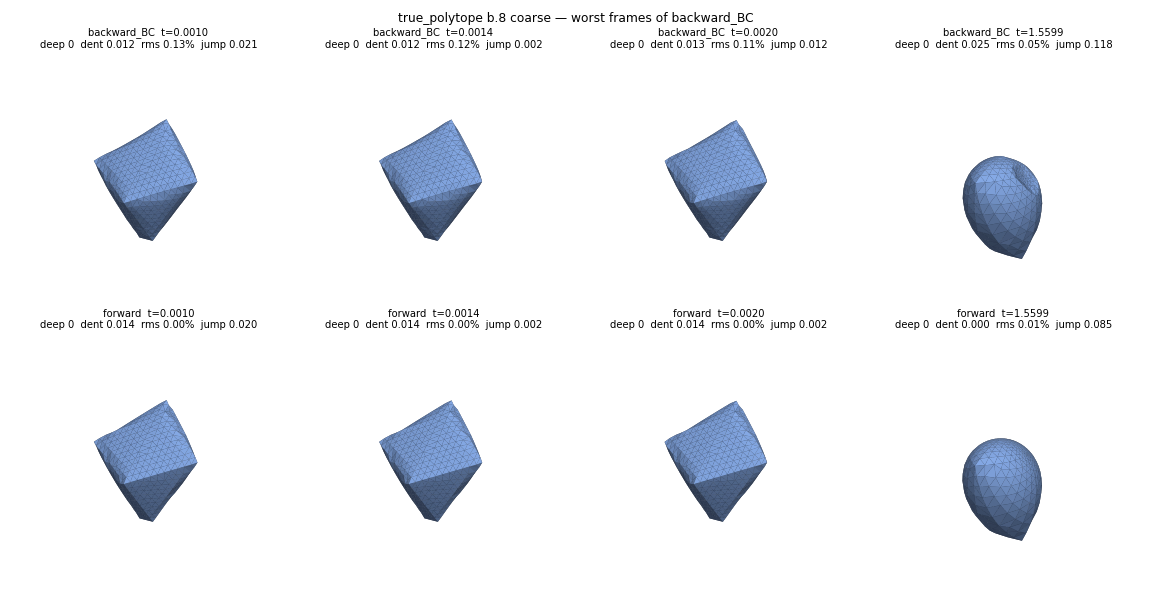 true_polytope b.8 coarse — worst frames of backward_BC
backward_BC  t=0.0010
deep 0  dent 0.012  rms 0.13%  jump 0.021
backward_BC  t=0.0014
deep 0  dent 0.012  rms 0.12%  jump 0.002
backward_BC  t=0.0020
deep 0  dent 0.013  rms 0.11%  jump 0.012
backward_BC  t=1.5599
deep 0  dent 0.025  rms 0.05%  jump 0.118
forward  t=0.0010
deep 0  dent 0.014  rms 0.00%  jump 0.020
forward  t=0.0014
deep 0  dent 0.014  rms 0.00%  jump 0.002
forward  t=0.0020
deep 0  dent 0.014  rms 0.00%  jump 0.002
forward  t=1.5599
deep 0  dent 0.000  rms 0.01%  jump 0.085